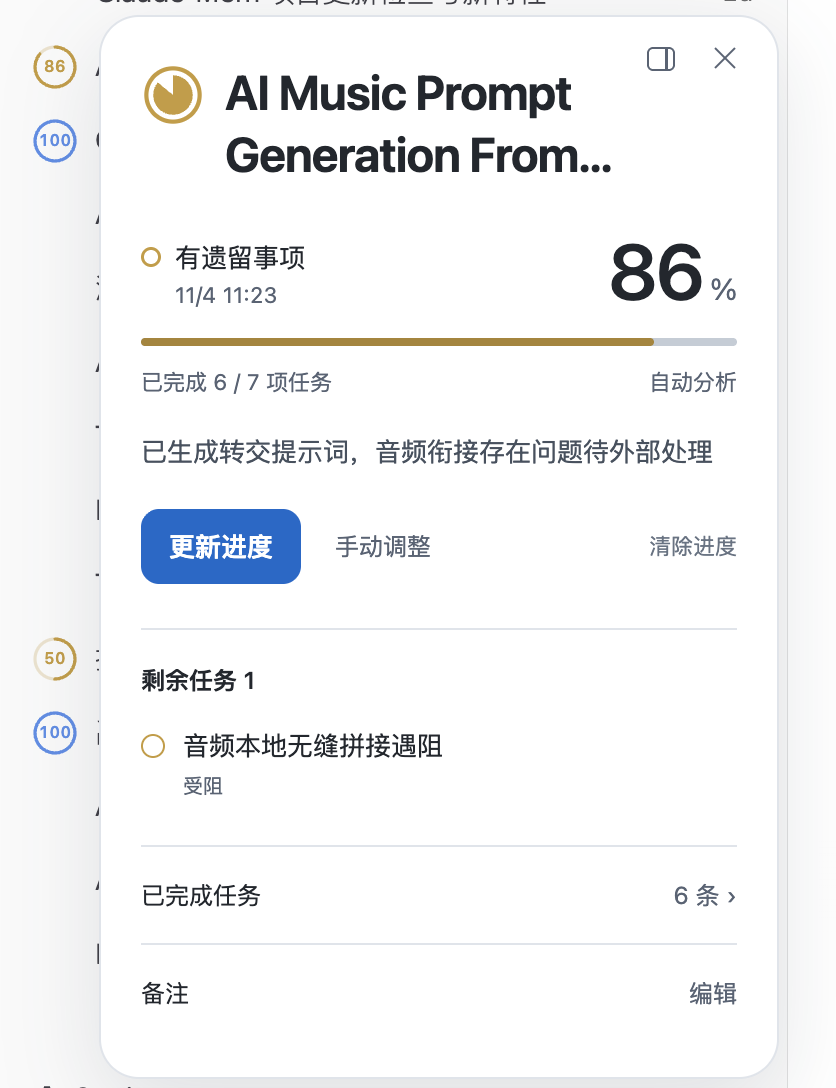 86
100
AI Music Prompt
Generation From...
有遗留事项
11/4 11:23
86 %
已完成 6 / 7 项任务
自动分析
已生成转交提示词，音频衔接存在问题待外部处理
更新进度
手动调整
清除进度
50
剩余任务 1
100
音频本地无缝拼接遇阻
受阻
已完成任务
6 条 ›
备注
编辑